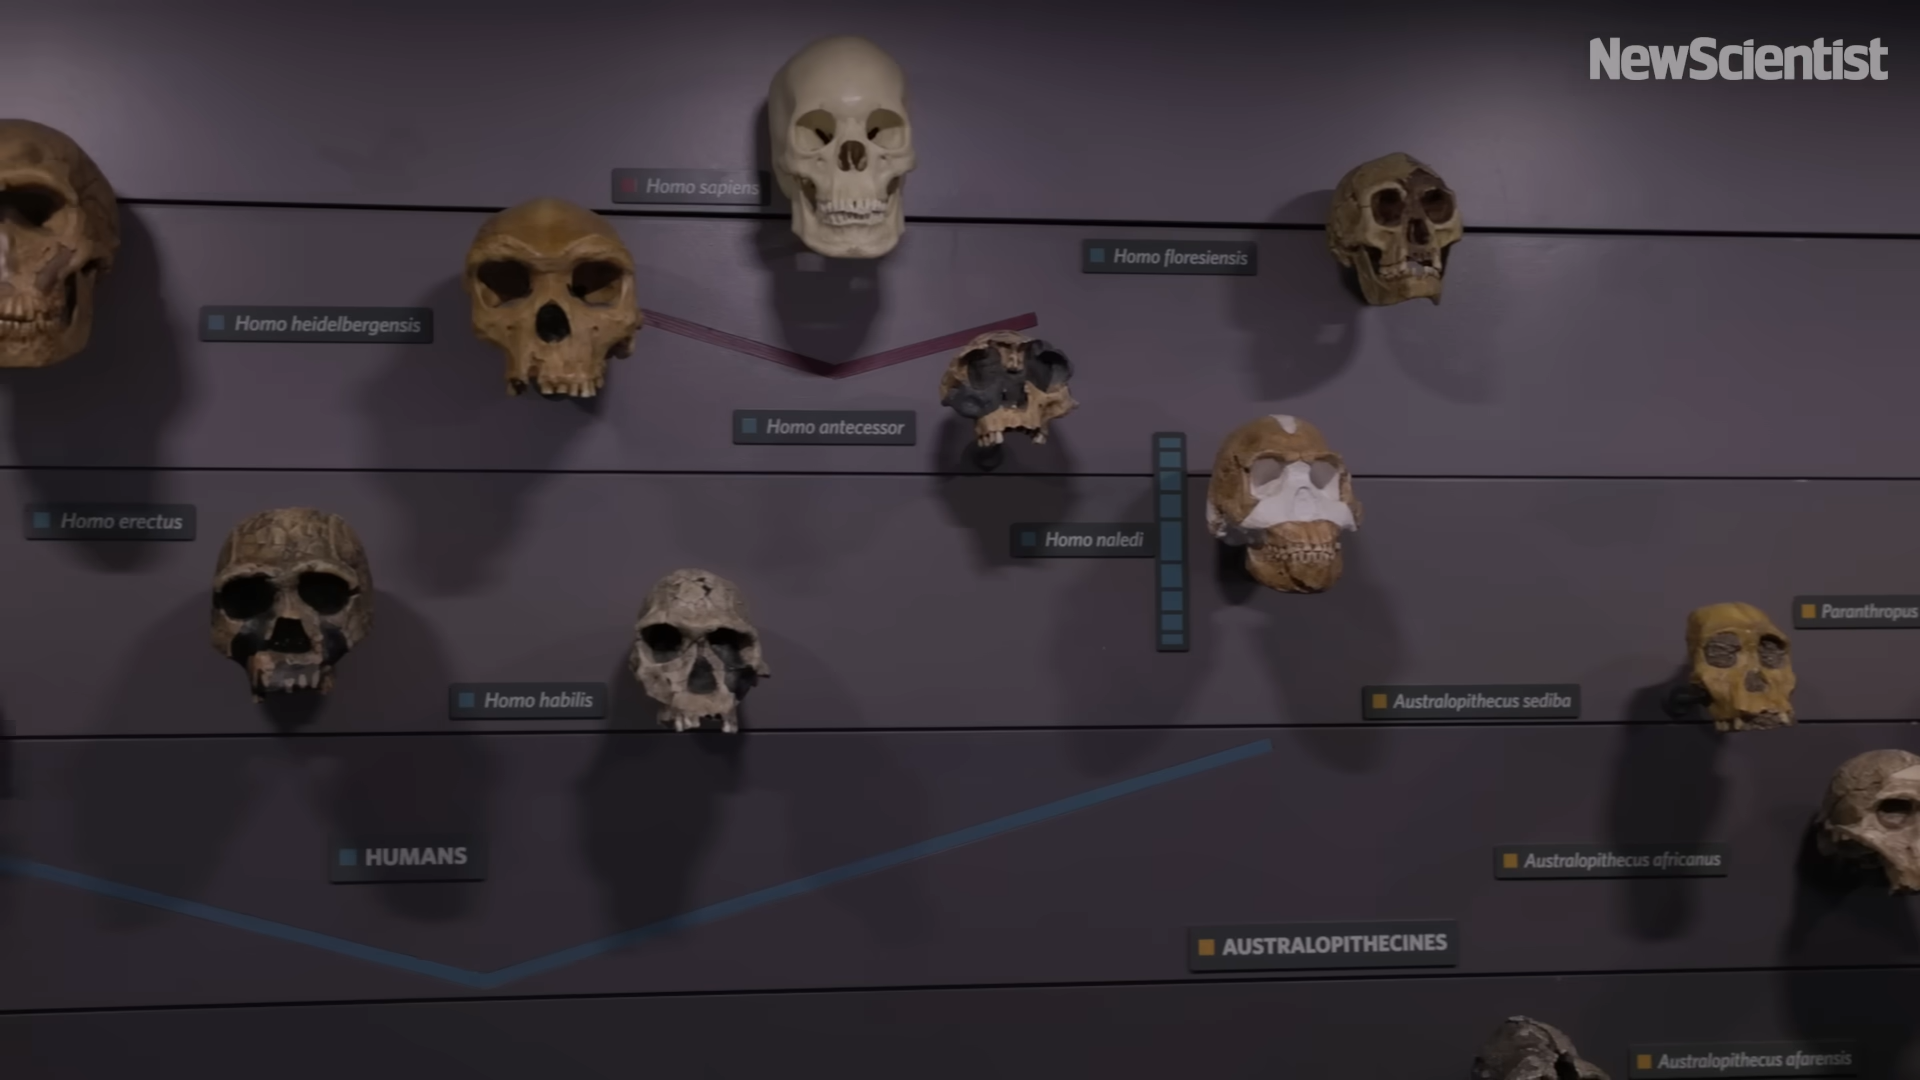 NewScientist
Homo sapiens
Homo floresiensis
Homo heidelbergensis
Homo antecessor
Homo erectus
Homo naledi
Paranthropus
Homo habilis
Australopithecus sediba
HUMANS
Australopithecus africanus
AUSTRALOPITHECINES
Australopithecus afarensis